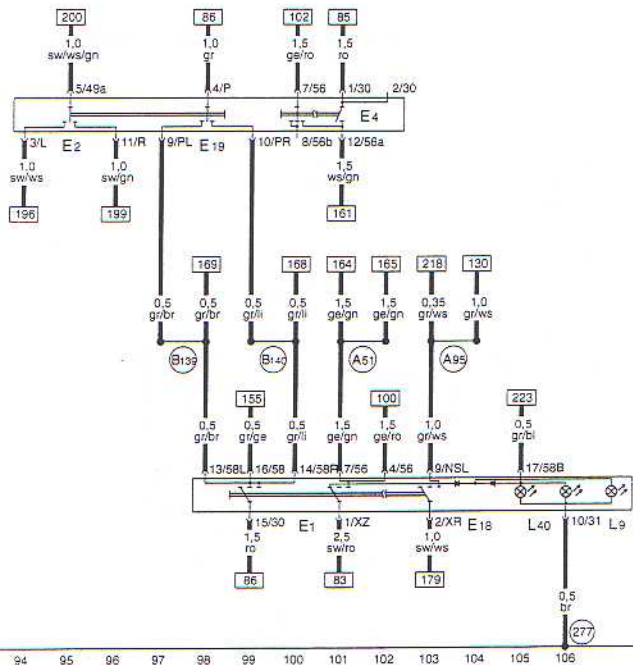 200 86 102 85
1,0 1,0 1,5 1,5
sw/ws/gn gr ge/ro ro
5/49a 4/P 7/56 1/30 2/30
E4
3/L E2 11/R 9/PL E19 10/PR 8/56b 12/56a
1,0 1,0 1,5
sw/ws sw/gn ws/gn
196 199 161
169 168 164 165 218 130
0,5 0,5 0,5 0,5 1,5 1,5 0,35 1,0
gr/br gr/br gr/li gr/li ge/gn ge/gn gr/ws gr/ws
B139 B140 A51 A95
155 100 223
0,5 0,5 0,5 1,5 1,5 1,0 0,5
gr/br gr/ge gr/li ge/gn ge/ro gr/ws gr/bl
13/58L 16/58 14/58R 7/56 4/56 9/NSL 17/58B
15/30 E1 1/XZ 2/XR E18 L40 10/31 L9
1,5 2,5 1,0
ro sw/ro sw/ws
86 83 179
0,5
br
277
94 95 96 97 98 99 100 101 102 103 104 105 106